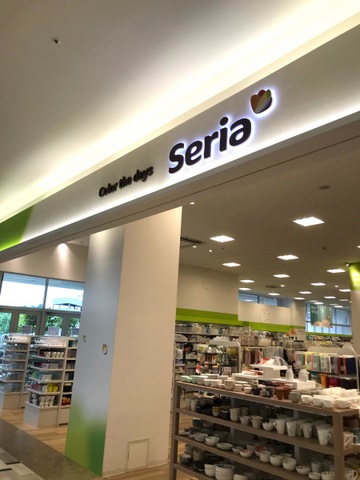 Color the days Seria